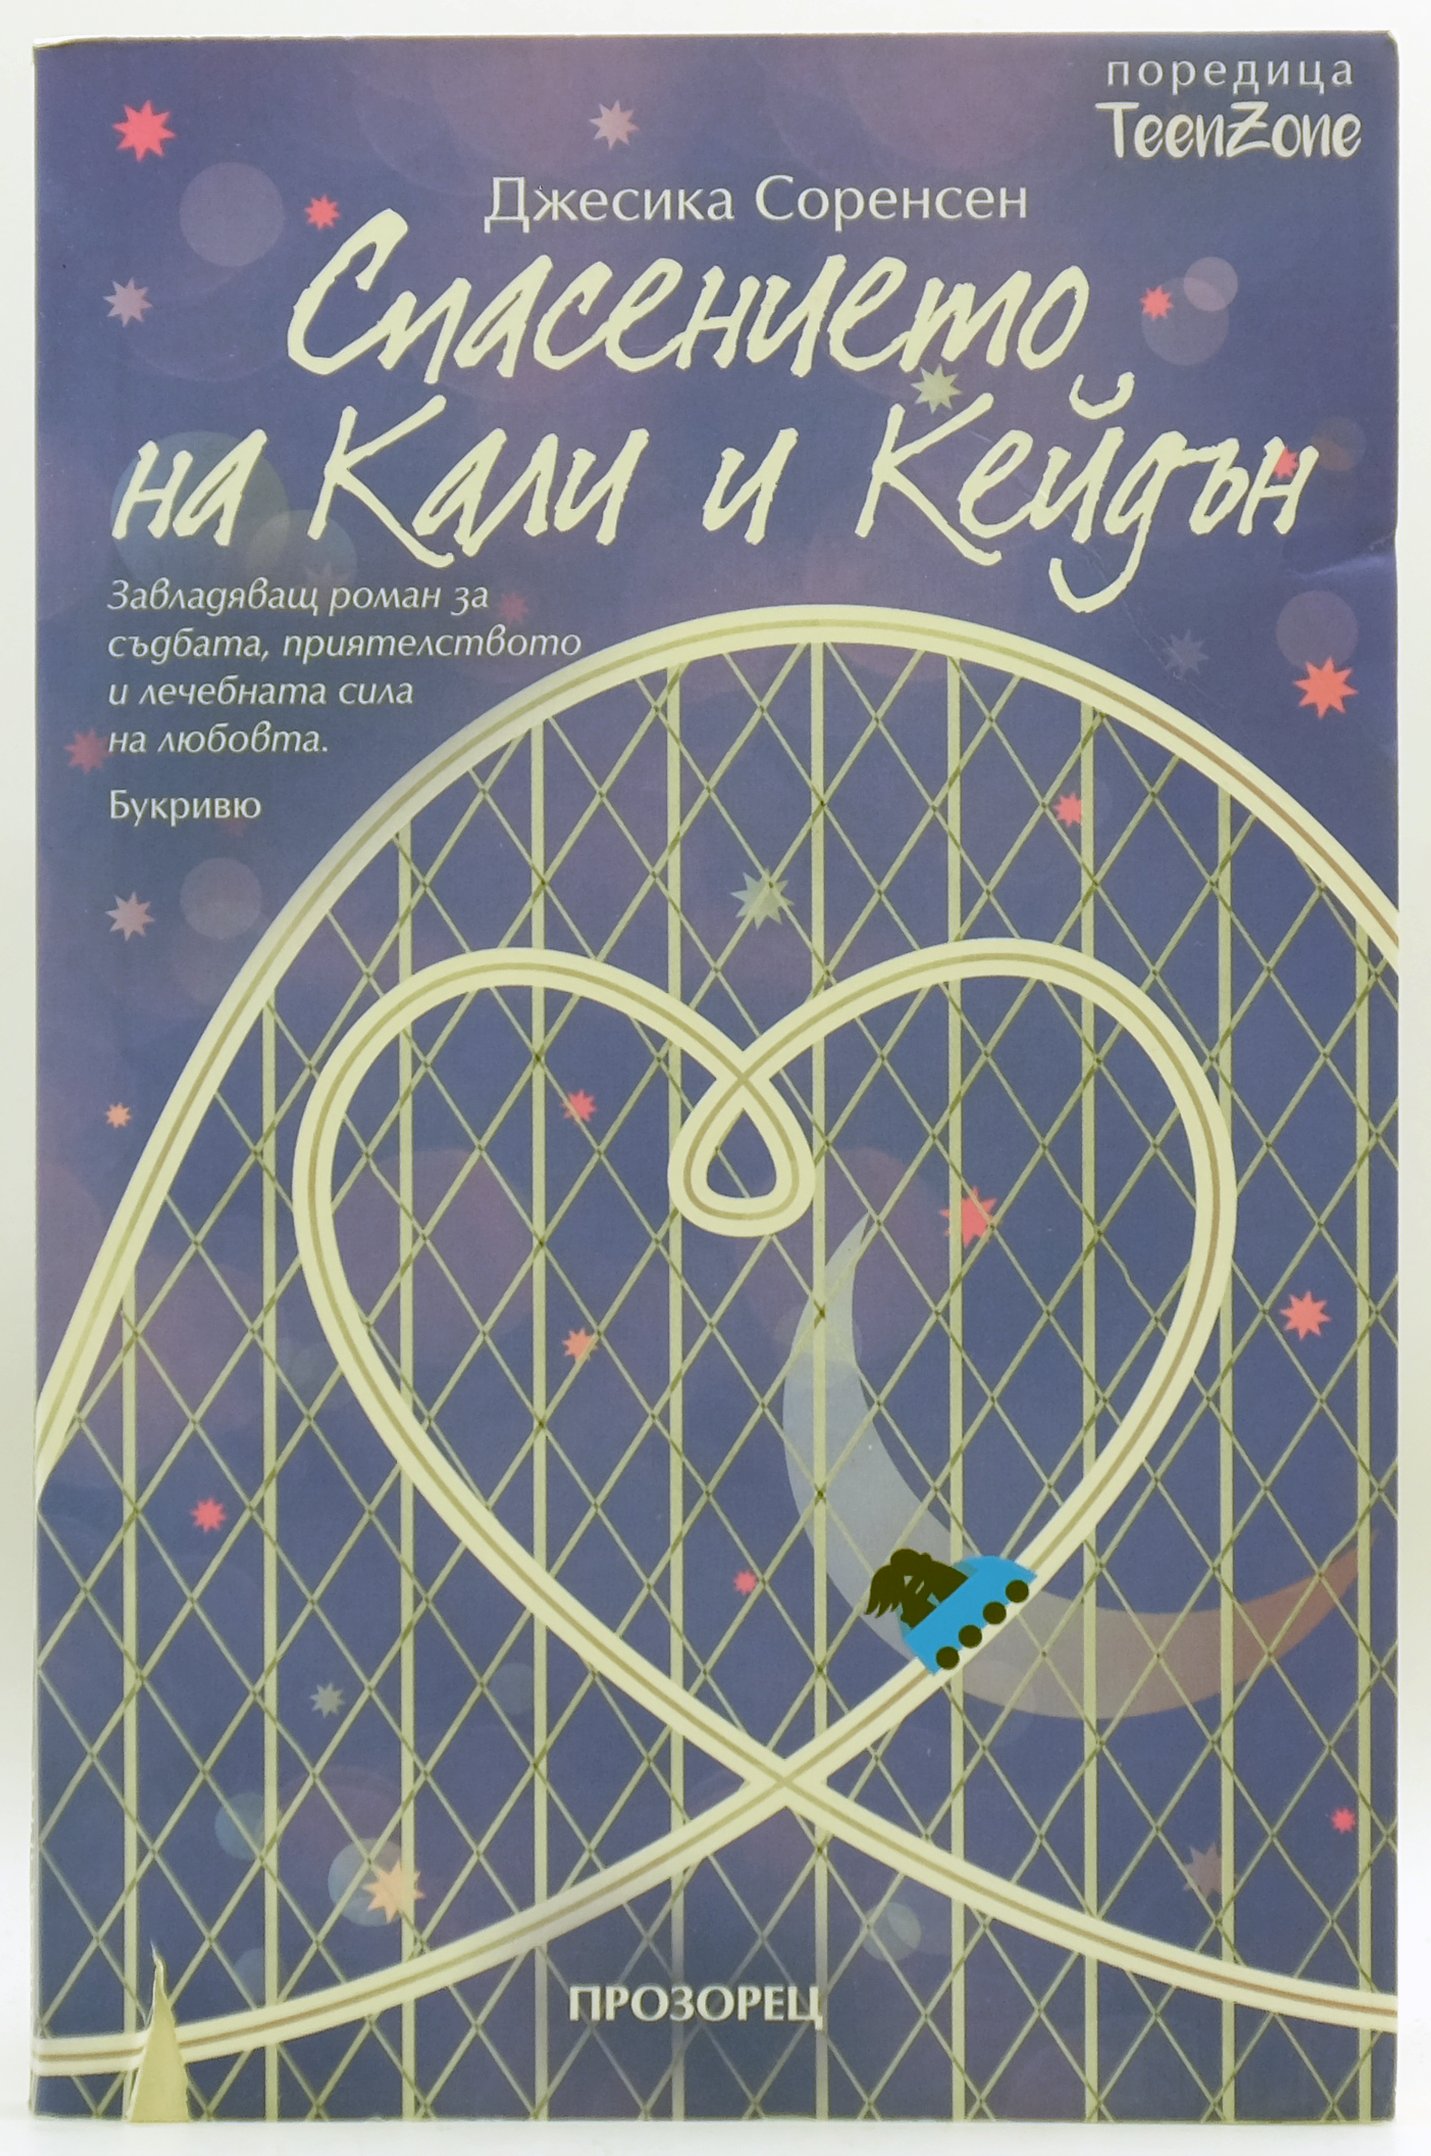 поредица
TeenZone
Джесика Соренсен
Спасението
на Кали и Кейдън
Завладяващ роман за
съдбата, приятелството
и лечебната сила
на любовта.
Букривю
ПРОЗОРЕЦ